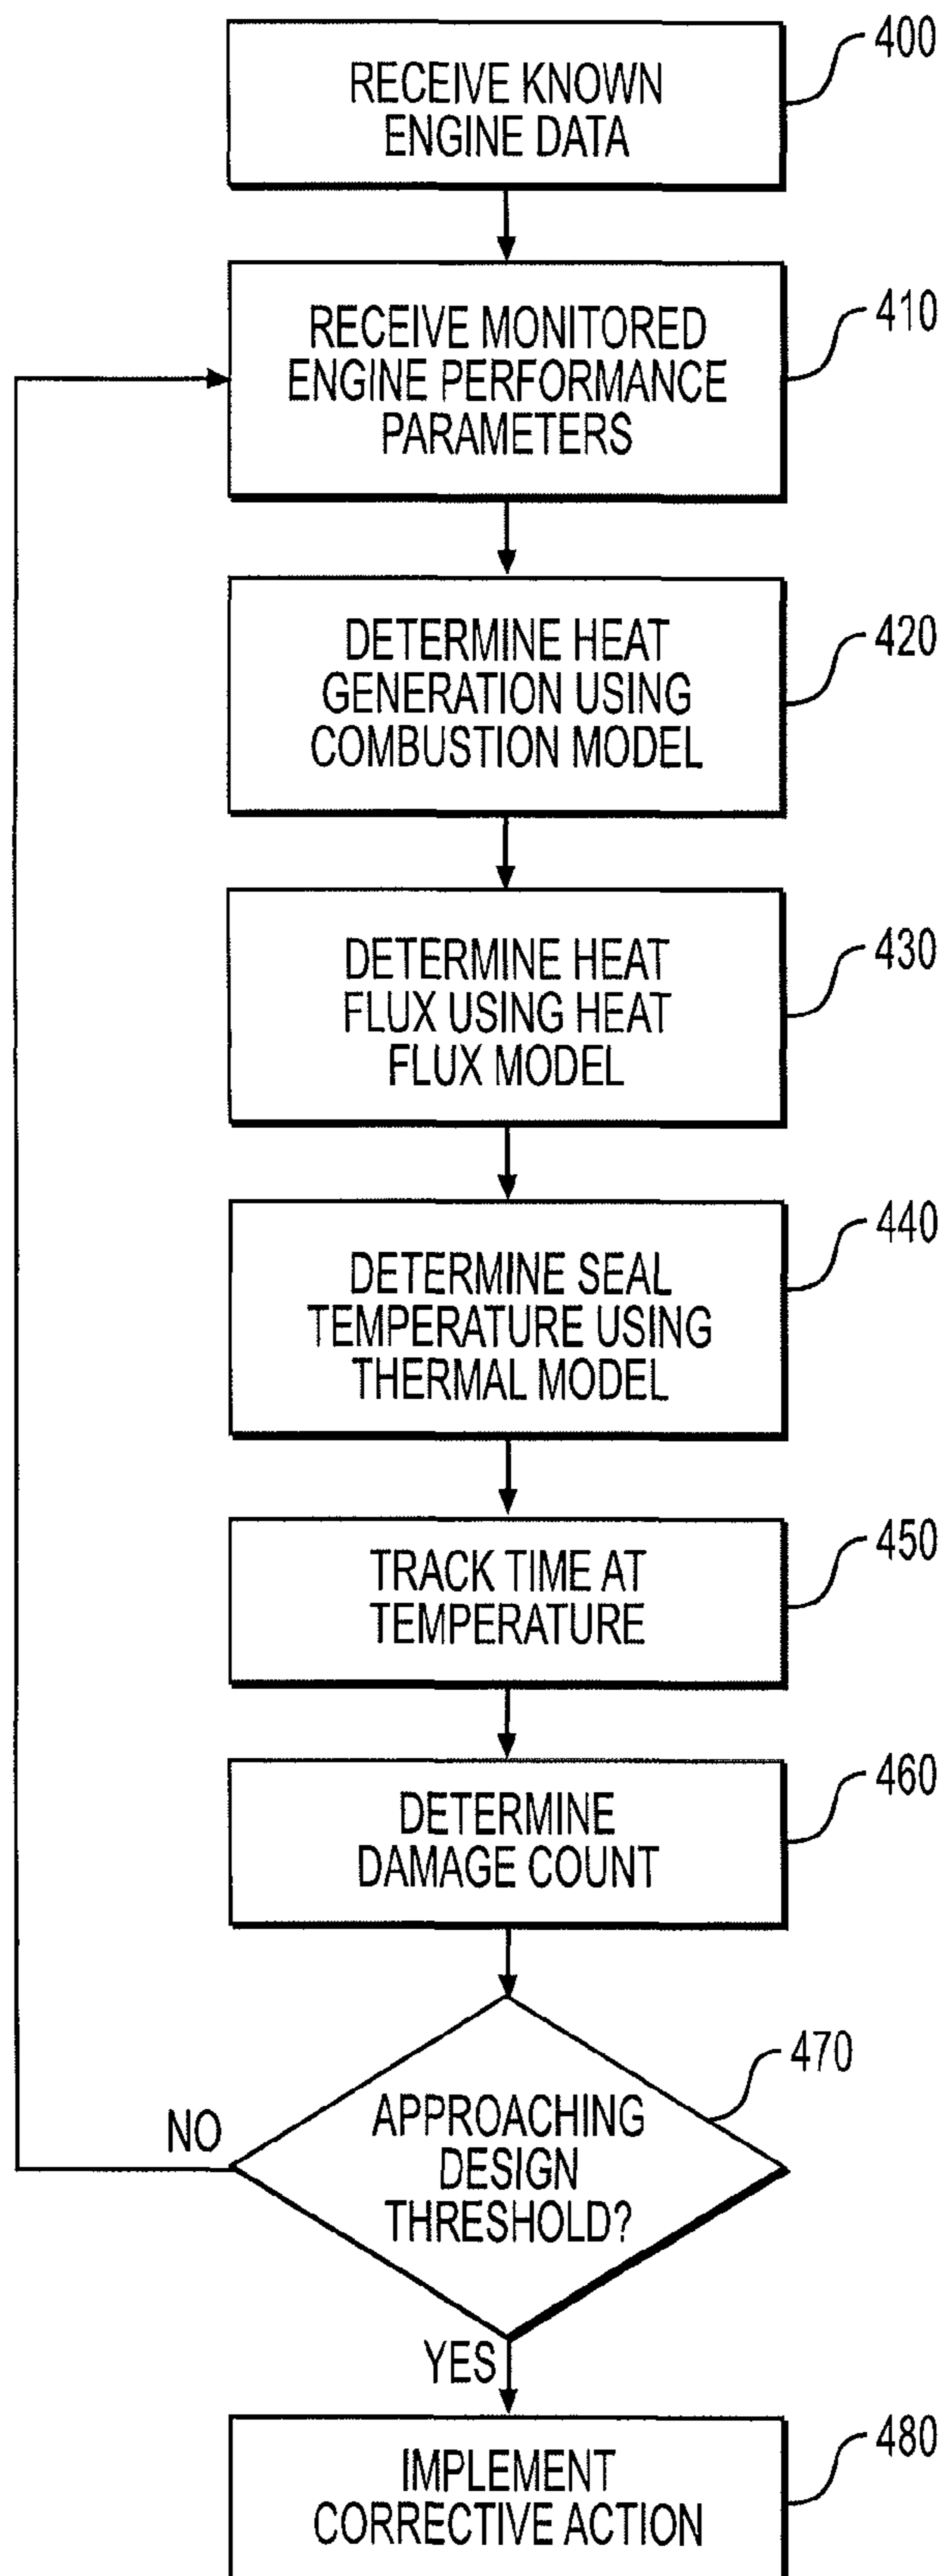 RECEIVE KNOWN
ENGINE DATA
400
RECEIVE MONITORED
ENGINE PERFORMANCE
PARAMETERS
410
DETERMINE HEAT
GENERATION USING
COMBUSTION MODEL
420
DETERMINE HEAT
FLUX USING HEAT
FLUX MODEL
430
DETERMINE SEAL
TEMPERATURE USING
THERMAL MODEL
440
TRACK TIME AT
TEMPERATURE
450
DETERMINE
DAMAGE COUNT
460
APPROACHING
DESIGN
THRESHOLD?
470
NO
YES
IMPLEMENT
CORRECTIVE ACTION
480